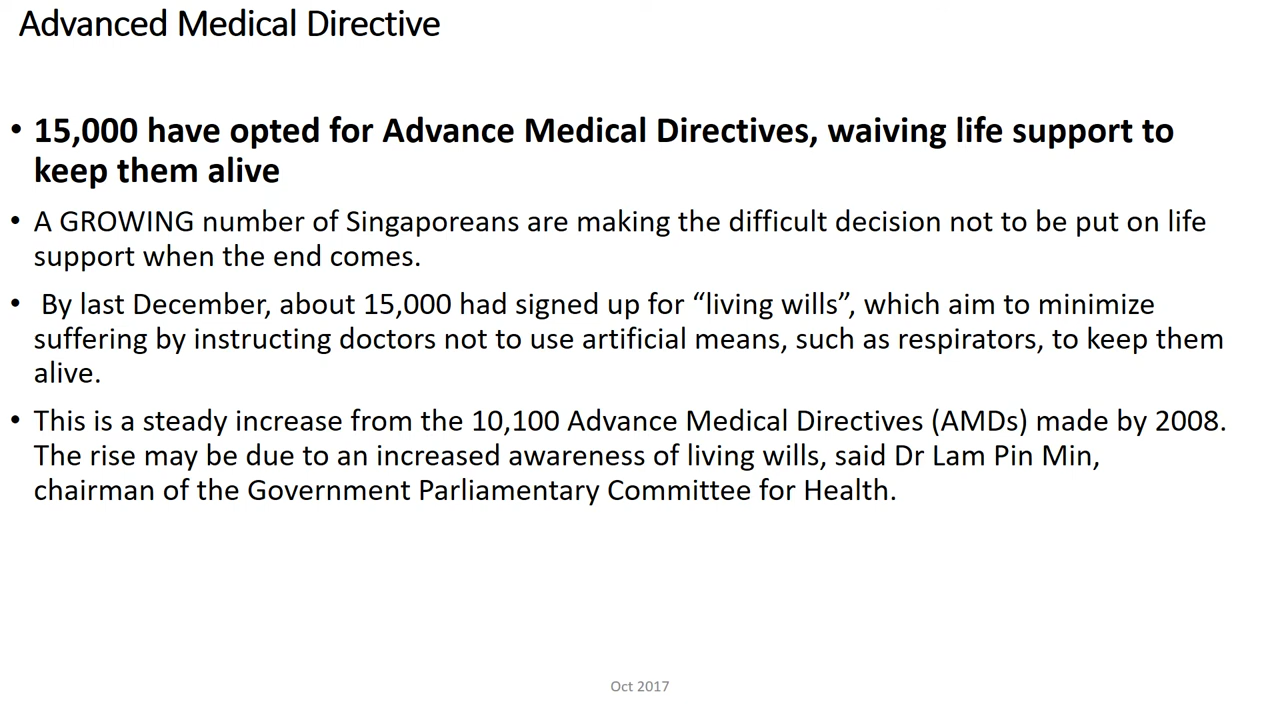 Advanced Medical Directive
• 15,000 have opted for Advance Medical Directives, waiving life support to
keep them alive
• A GROWING number of Singaporeans are making the difficult decision not to be put on life
support when the end comes.
• By last December, about 15,000 had signed up for “living wills”, which aim to minimize
suffering by instructing doctors not to use artificial means, such as respirators, to keep them
alive.
• This is a steady increase from the 10,100 Advance Medical Directives (AMDs) made by 2008.
The rise may be due to an increased awareness of living wills, said Dr Lam Pin Min,
chairman of the Government Parliamentary Committee for Health.
Oct 2017